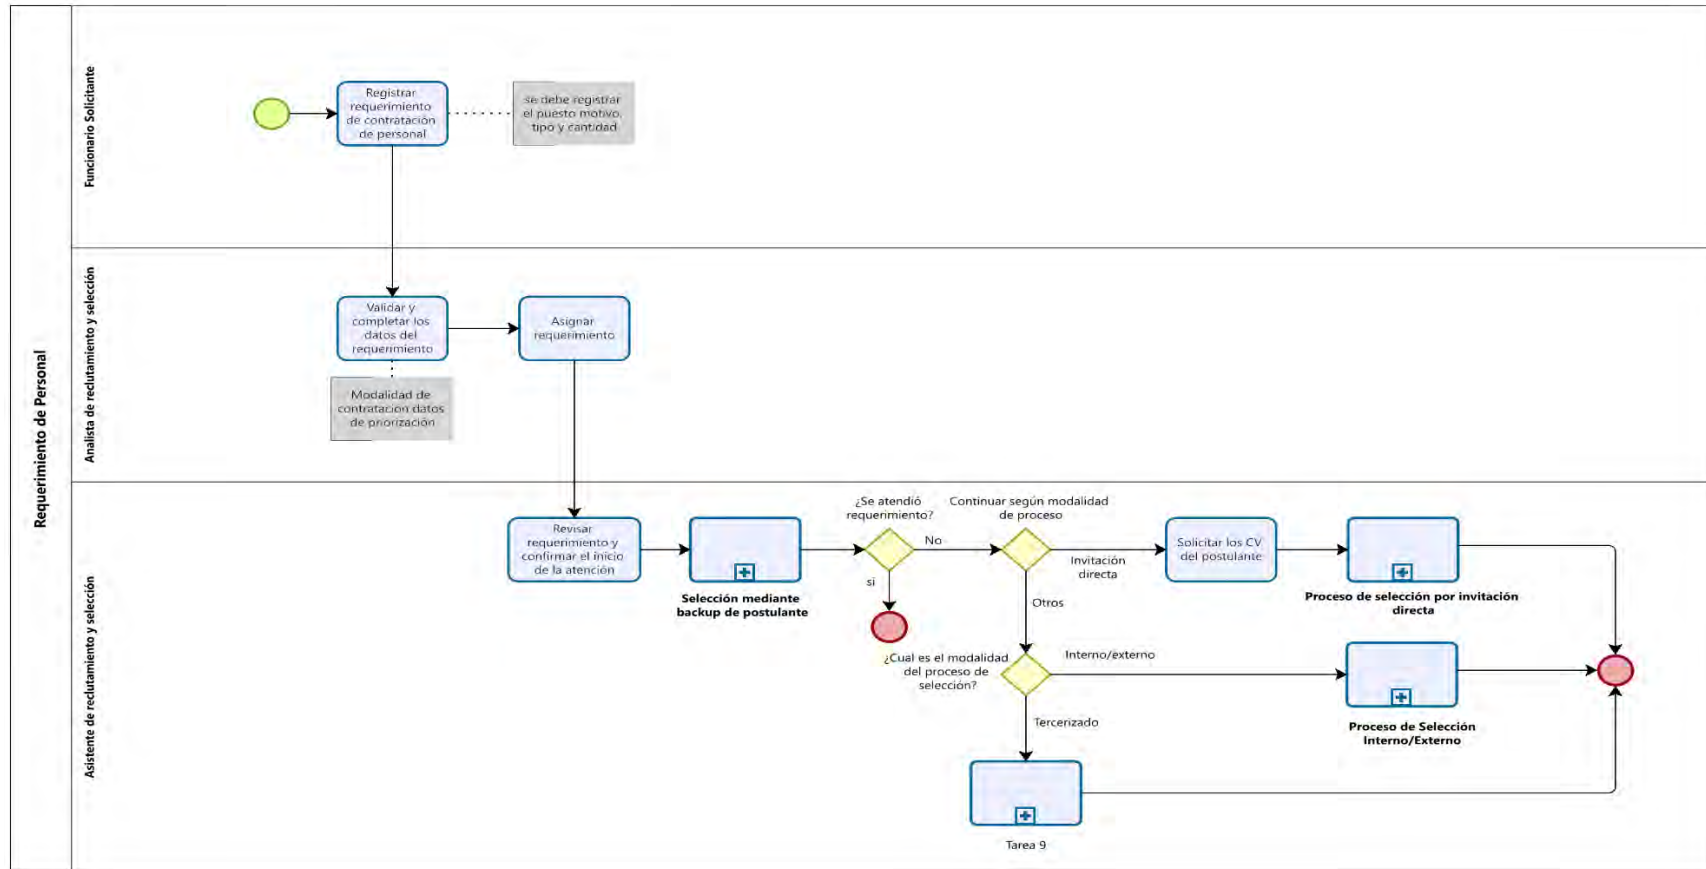 Requerimiento de Personal
Funcionario Solicitante
Registrar
requerimiento
de contratación
de personal
se debe registrar
el puesto motivo,
tipo y cantidad
Analista de reclutamiento y selección
Validar y
completar los
datos del
requerimiento
Asignar
requerimiento
Modalidad de
contratacion datos
de priorización
Asistente de reclutamiento y selección
Revisar
requerimiento y
confirmar el inicio
de la atención
Selección mediante
backup de postulante
¿Se atendió
requerimiento?
No
si
Continuar según modalidad
de proceso
Invitación
directa
Otros
Solicitar los CV
del postulante
Proceso de selección por invitación
directa
¿Cual es el modalidad
del proceso de
selección?
Interno/externo
Tercerizado
Proceso de Selección
Interno/Externo
Tarea 9